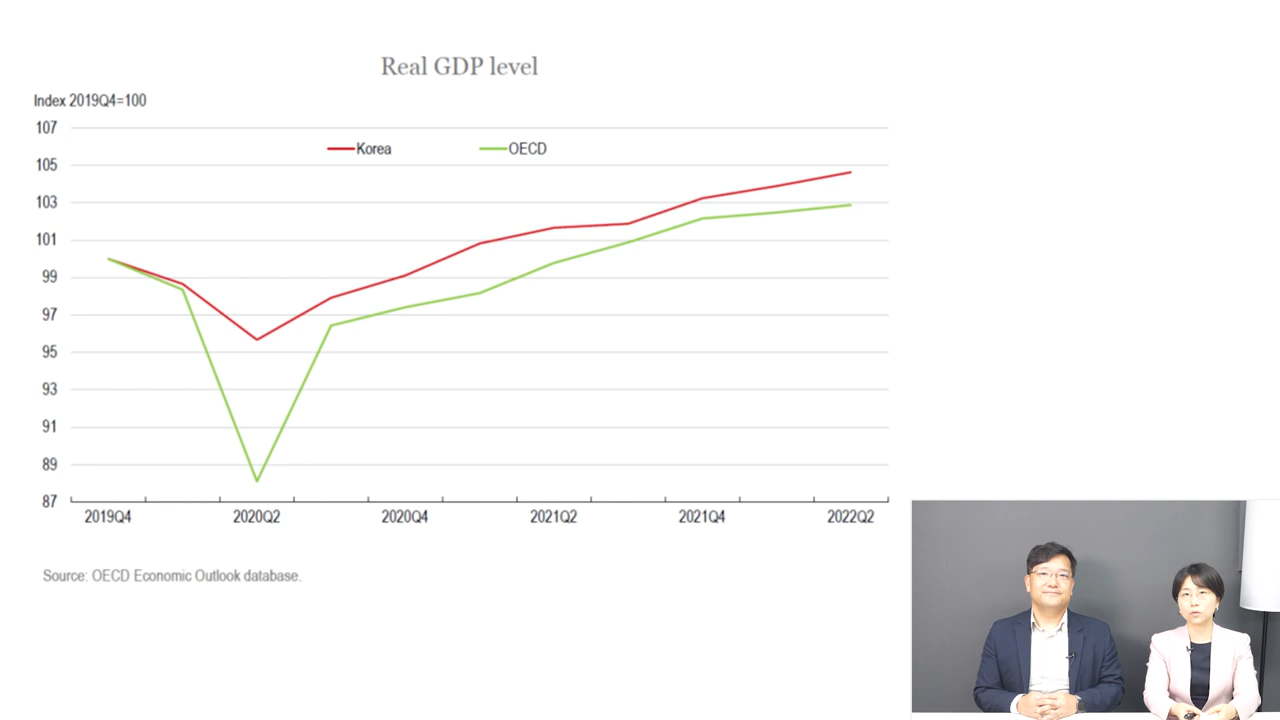 Real GDP level
Index 2019Q4=100
107
Korea
OECD
105
103
101
99
97
95
93
91
89
87
2019Q4
2020Q2
2020Q4
2021Q2
2021Q4
2022Q2
Source: OECD Economic Outlook database.